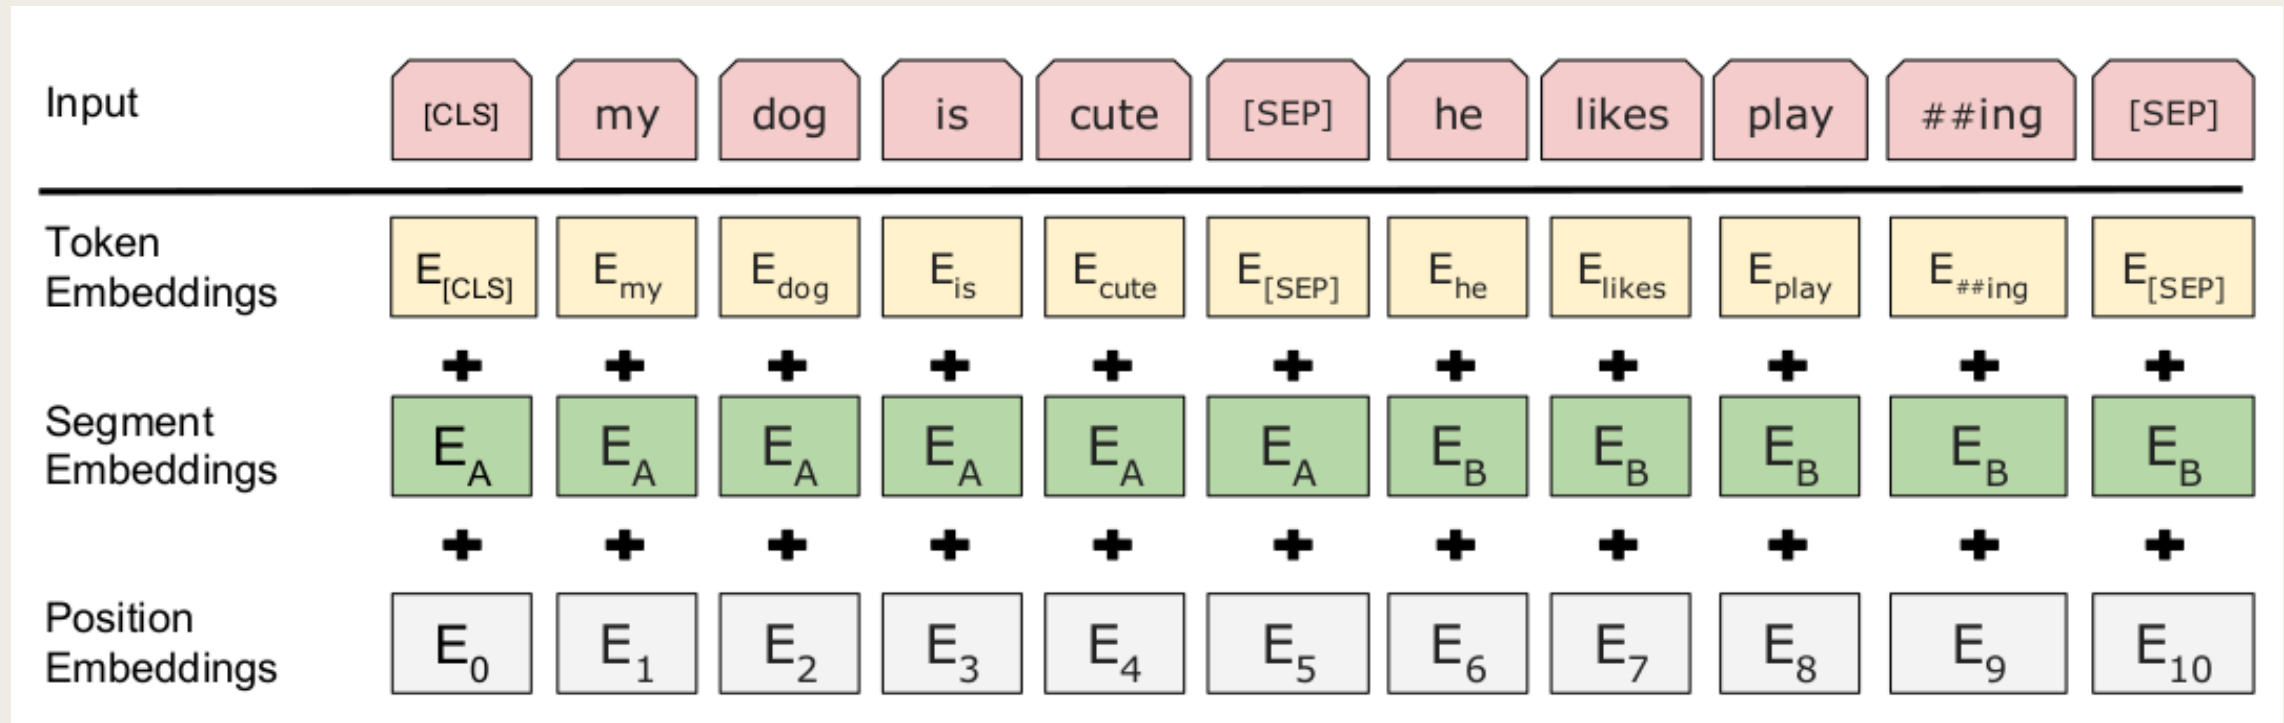 Input [CLS] my dog is cute [SEP] he likes play ##ing [SEP]
Token
Embeddings E[CLS] Emy Edog Eis Ecute E[SEP] Ehe Elikes Eplay E##ing E[SEP]
+ + + + + + + + + + +
Segment
Embeddings EA EA EA EA EA EA EB EB EB EB EB
+ + + + + + + + + + +
Position
Embeddings E0 E1 E2 E3 E4 E5 E6 E7 E8 E9 E10